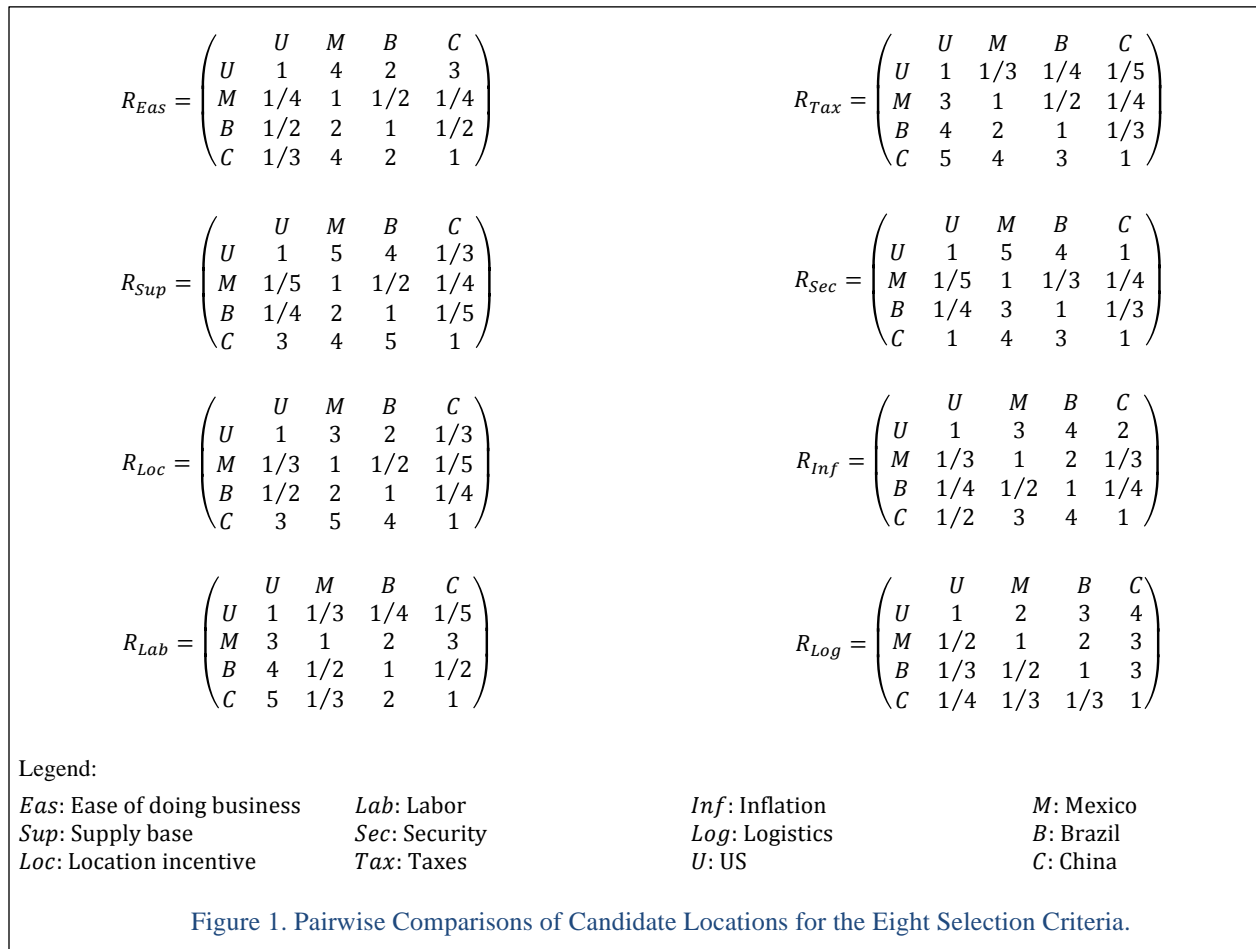 U M B C
U 1 4 2 3
R_Eas = M 1/4 1 1/2 1/4
B 1/2 2 1 1/2
C 1/3 4 2 1
U M B C
U 1 1/3 1/4 1/5
R_Tax = M 3 1 1/2 1/4
B 4 2 1 1/3
C 5 4 3 1
U M B C
U 1 5 4 1/3
R_Sup = M 1/5 1 1/2 1/4
B 1/4 2 1 1/5
C 3 4 5 1
U M B C
U 1 5 4 1
R_Sec = M 1/5 1 1/3 1/4
B 1/4 3 1 1/3
C 1 4 3 1
U M B C
U 1 3 2 1/3
R_Loc = M 1/3 1 1/2 1/5
B 1/2 2 1 1/4
C 3 5 4 1
U M B C
U 1 3 4 2
R_Inf = M 1/3 1 2 1/3
B 1/4 1/2 1 1/4
C 1/2 3 4 1
U M B C
U 1 1/3 1/4 1/5
R_Lab = M 3 1 2 3
B 4 1/2 1 1/2
C 5 1/3 2 1
U M B C
U 1 2 3 4
R_Log = M 1/2 1 2 3
B 1/3 1/2 1 3
C 1/4 1/3 1/3 1
Legend:
Eas: Ease of doing business Lab: Labor Inf: Inflation M: Mexico
Sup: Supply base Sec: Security Log: Logistics B: Brazil
Loc: Location incentive Tax: Taxes U: US C: China
Figure 1. Pairwise Comparisons of Candidate Locations for the Eight Selection Criteria.